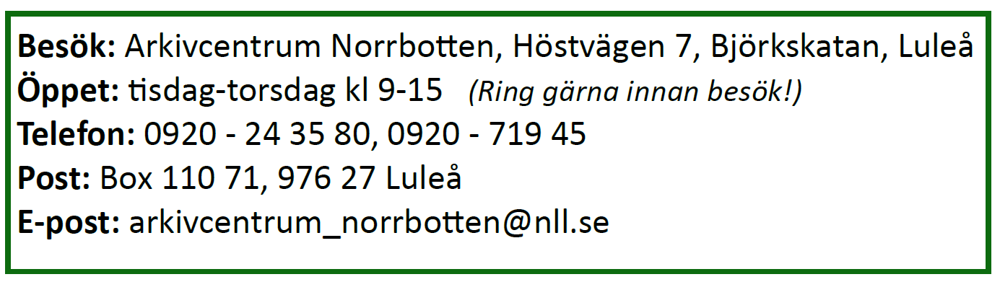 Besök: Arkivcentrum Norrbotten, Höstvägen 7, Björkskatan, Luleå
Öppet: tisdag-torsdag kl 9-15 (Ring gärna innan besök!)
Telefon: 0920 - 24 35 80, 0920 - 719 45
Post: Box 110 71, 976 27 Luleå
E-post: arkivcentrum_norrbotten@nll.se